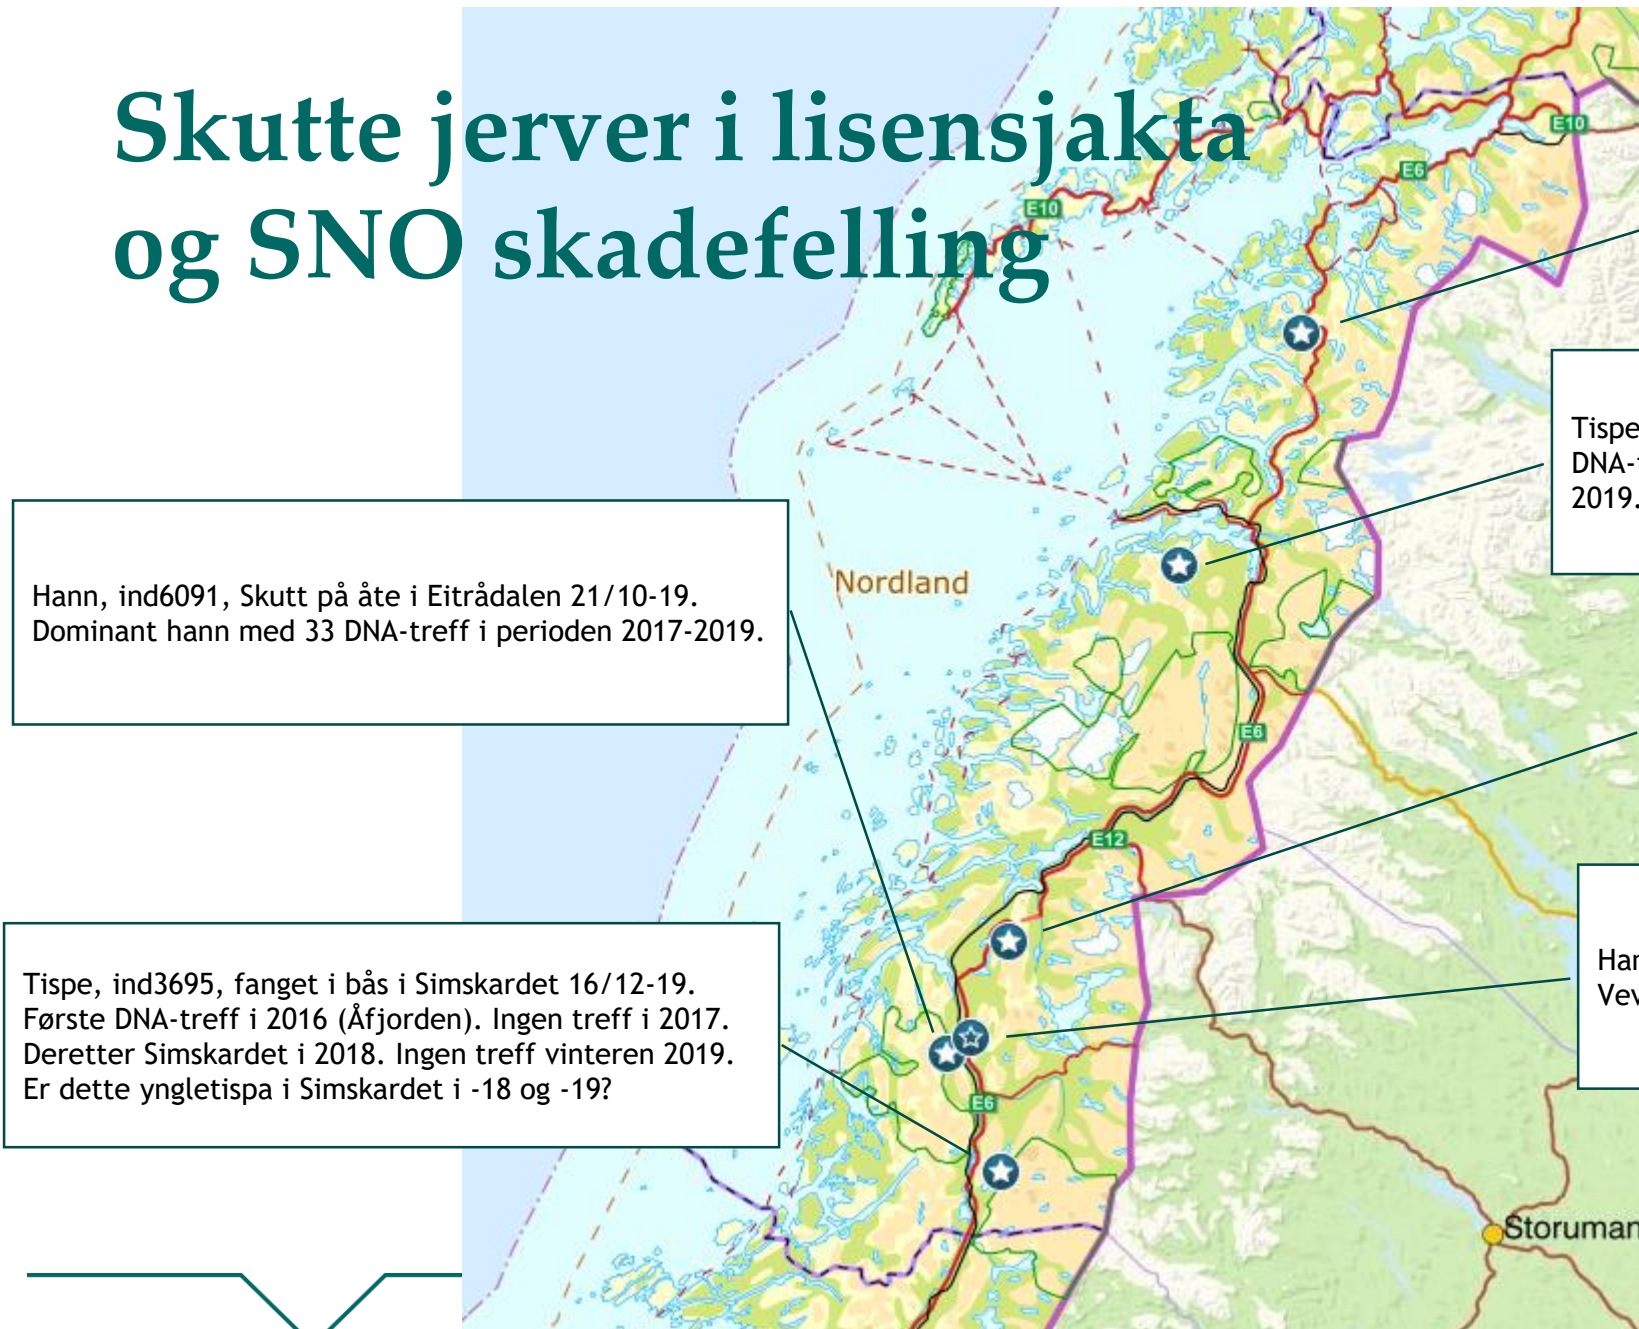 Skutte jerver i lisensjakta
og SNO skadefelling
E10
E6
E10
Tispe
DNA-
2019.
Hann, ind6091, Skutt på åte i Eitrådalen 21/10-19.
Dominant hann med 33 DNA-treff i perioden 2017-2019.
Nordland
E6
E12
Tispe, ind3695, fanget i bås i Simskardet 16/12-19.
Første DNA-treff i 2016 (Åfjorden). Ingen treff i 2017.
Deretter Simskardet i 2018. Ingen treff vinteren 2019.
Er dette yngletispa i Simskardet i -18 og -19?
E6
Storuman